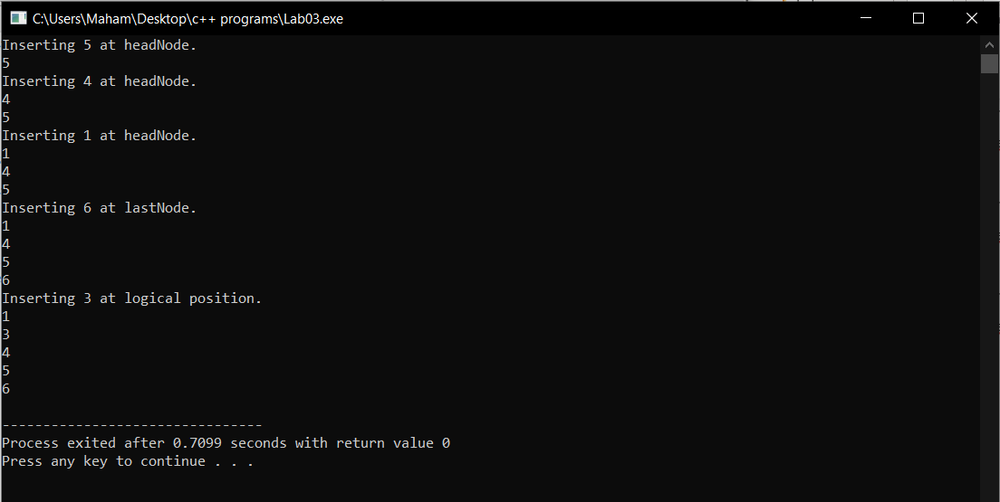 C:\Users\Maham\Desktop\c++ programs\Lab03.exe
Inserting 5 at headNode.
5
Inserting 4 at headNode.
4
5
Inserting 1 at headNode.
1
4
5
Inserting 6 at lastNode.
1
4
5
6
Inserting 3 at logical position.
1
3
4
5
6
--------------------------------
Process exited after 0.7099 seconds with return value 0
Press any key to continue . . .